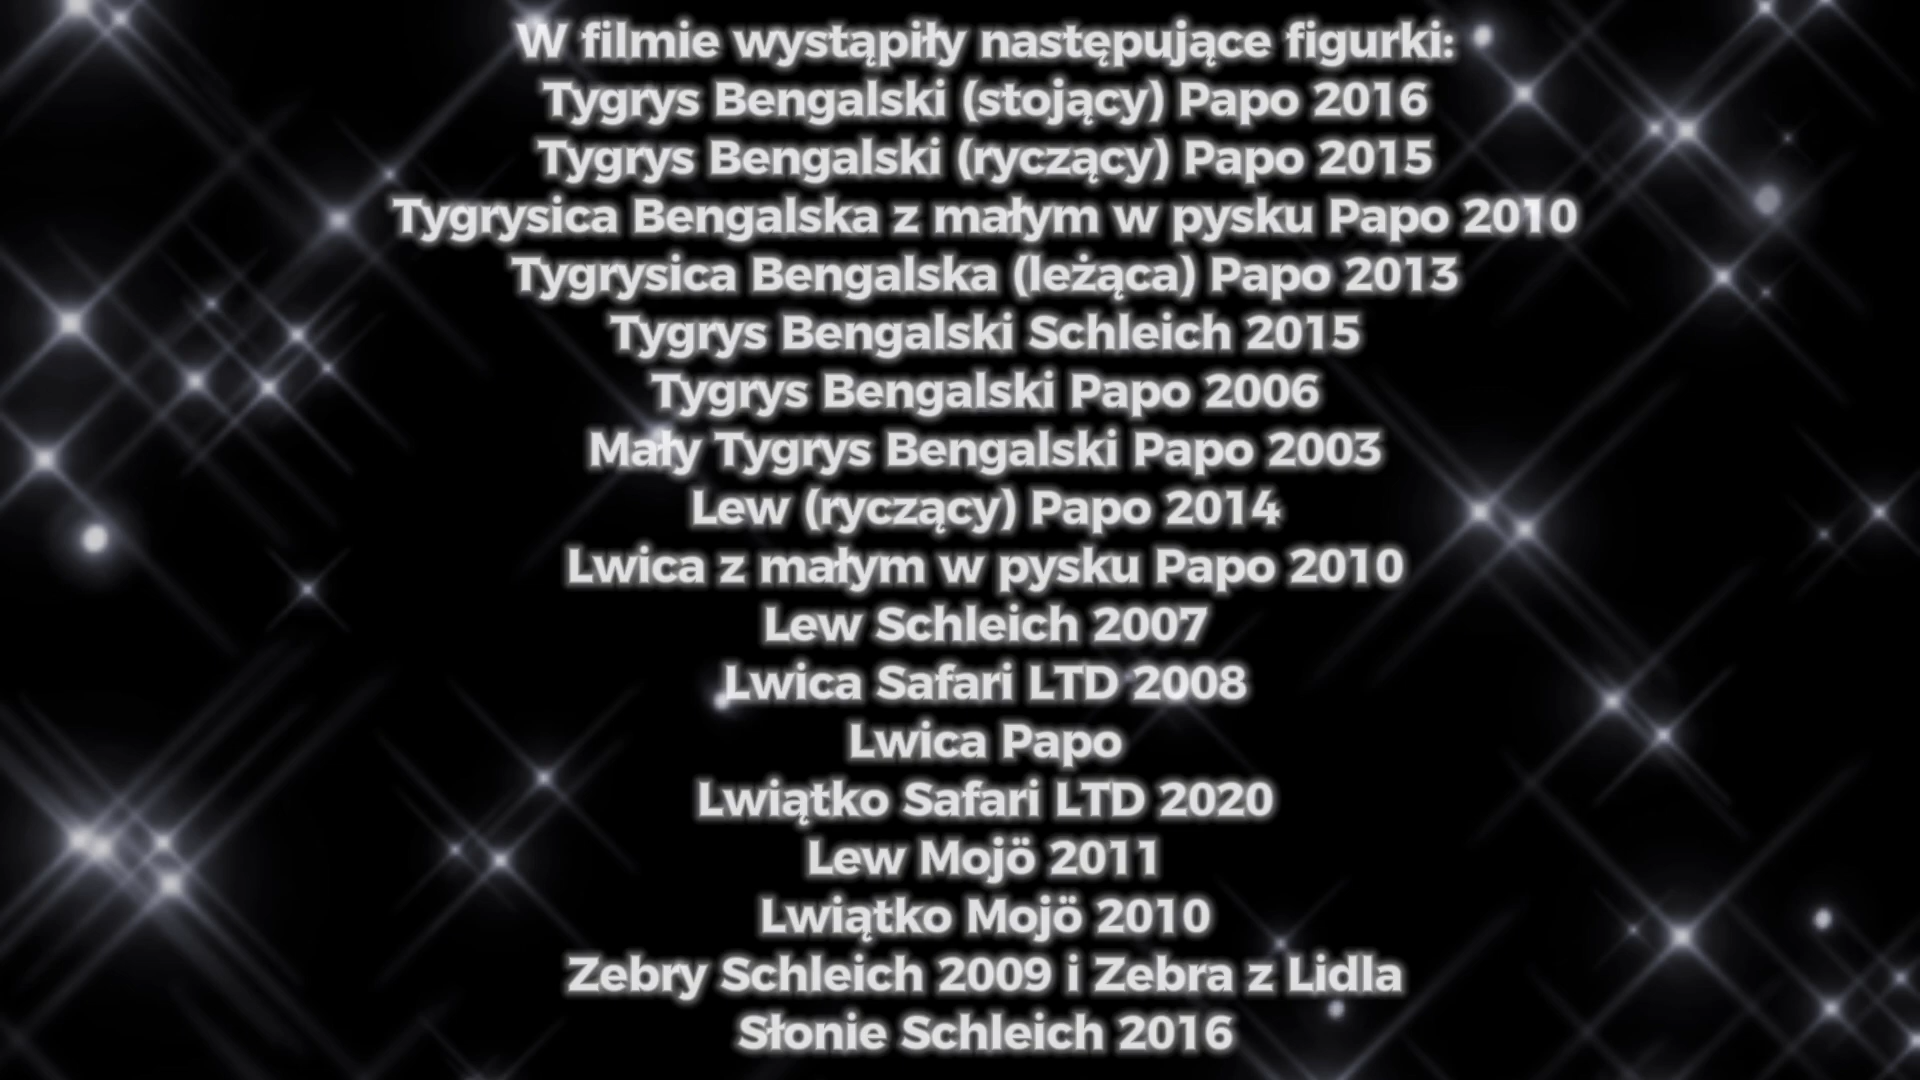 W filmie wystąpiły następujące figurki:
Tygrys Bengalski (stojący) Papo 2016
Tygrys Bengalski (ryczący) Papo 2015
Tygrysica Bengalska z małym w pysku Papo 2010
Tygrysica Bengalska (leżąca) Papo 2013
Tygrys Bengalski Schleich 2015
Tygrys Bengalski Papo 2006
Mały Tygrys Bengalski Papo 2003
Lew (ryczący) Papo 2014
Lwica z małym w pysku Papo 2010
Lew Schleich 2007
Lwica Safari LTD 2008
Lwica Papo
Lwiątko Safari LTD 2020
Lew Mojö 2011
Lwiątko Mojö 2010
Zebry Schleich 2009 i Zebra z Lidla
Słonie Schleich 2016